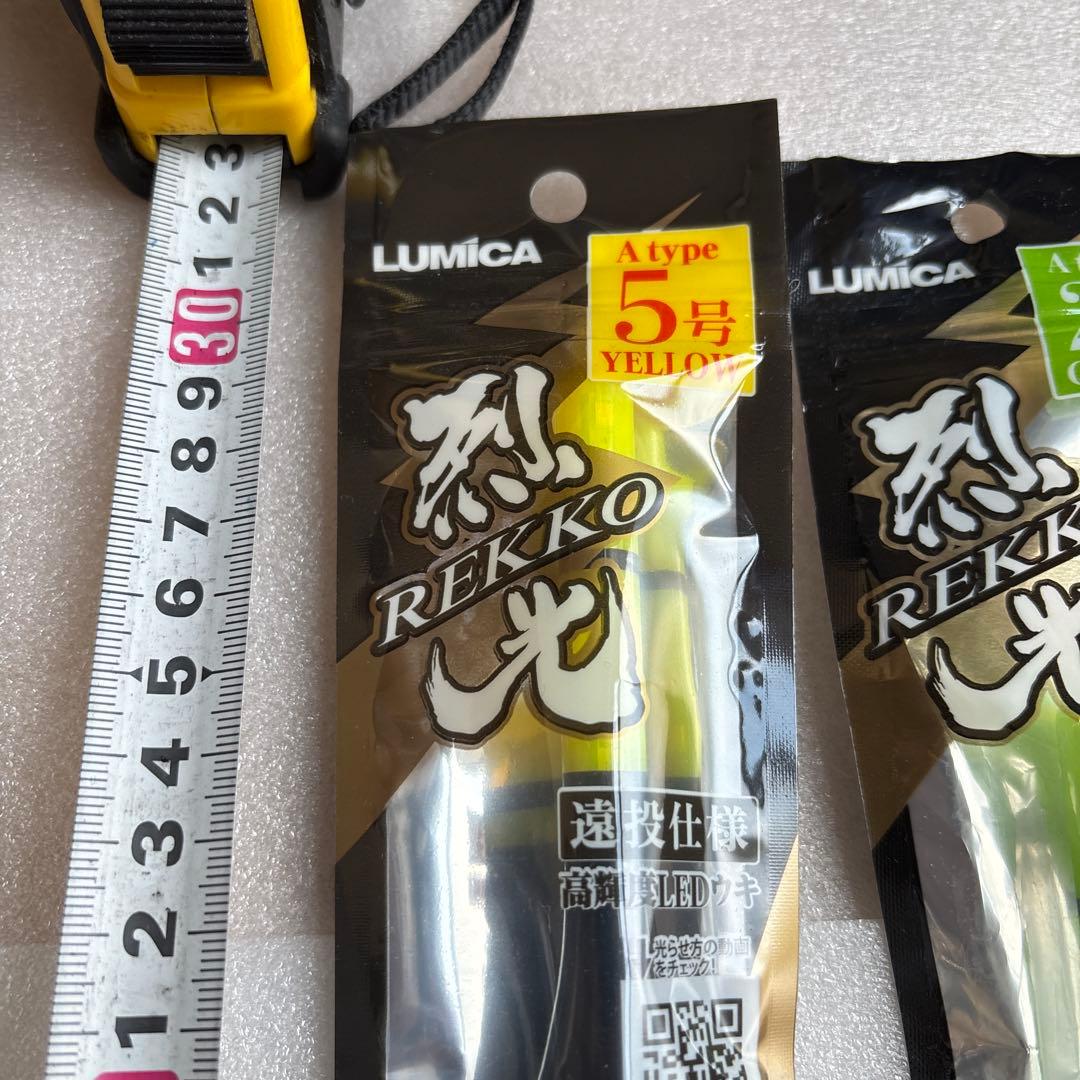 3
2
1
30
9
8
7
6
5
4
3
2
1
LUMICA
A type
5号
YELLOW
烈
REKKO
光
遠投仕様
高輝度LEDウキ
光らせ方の動画
をチェック!
LUMICA
烈
光